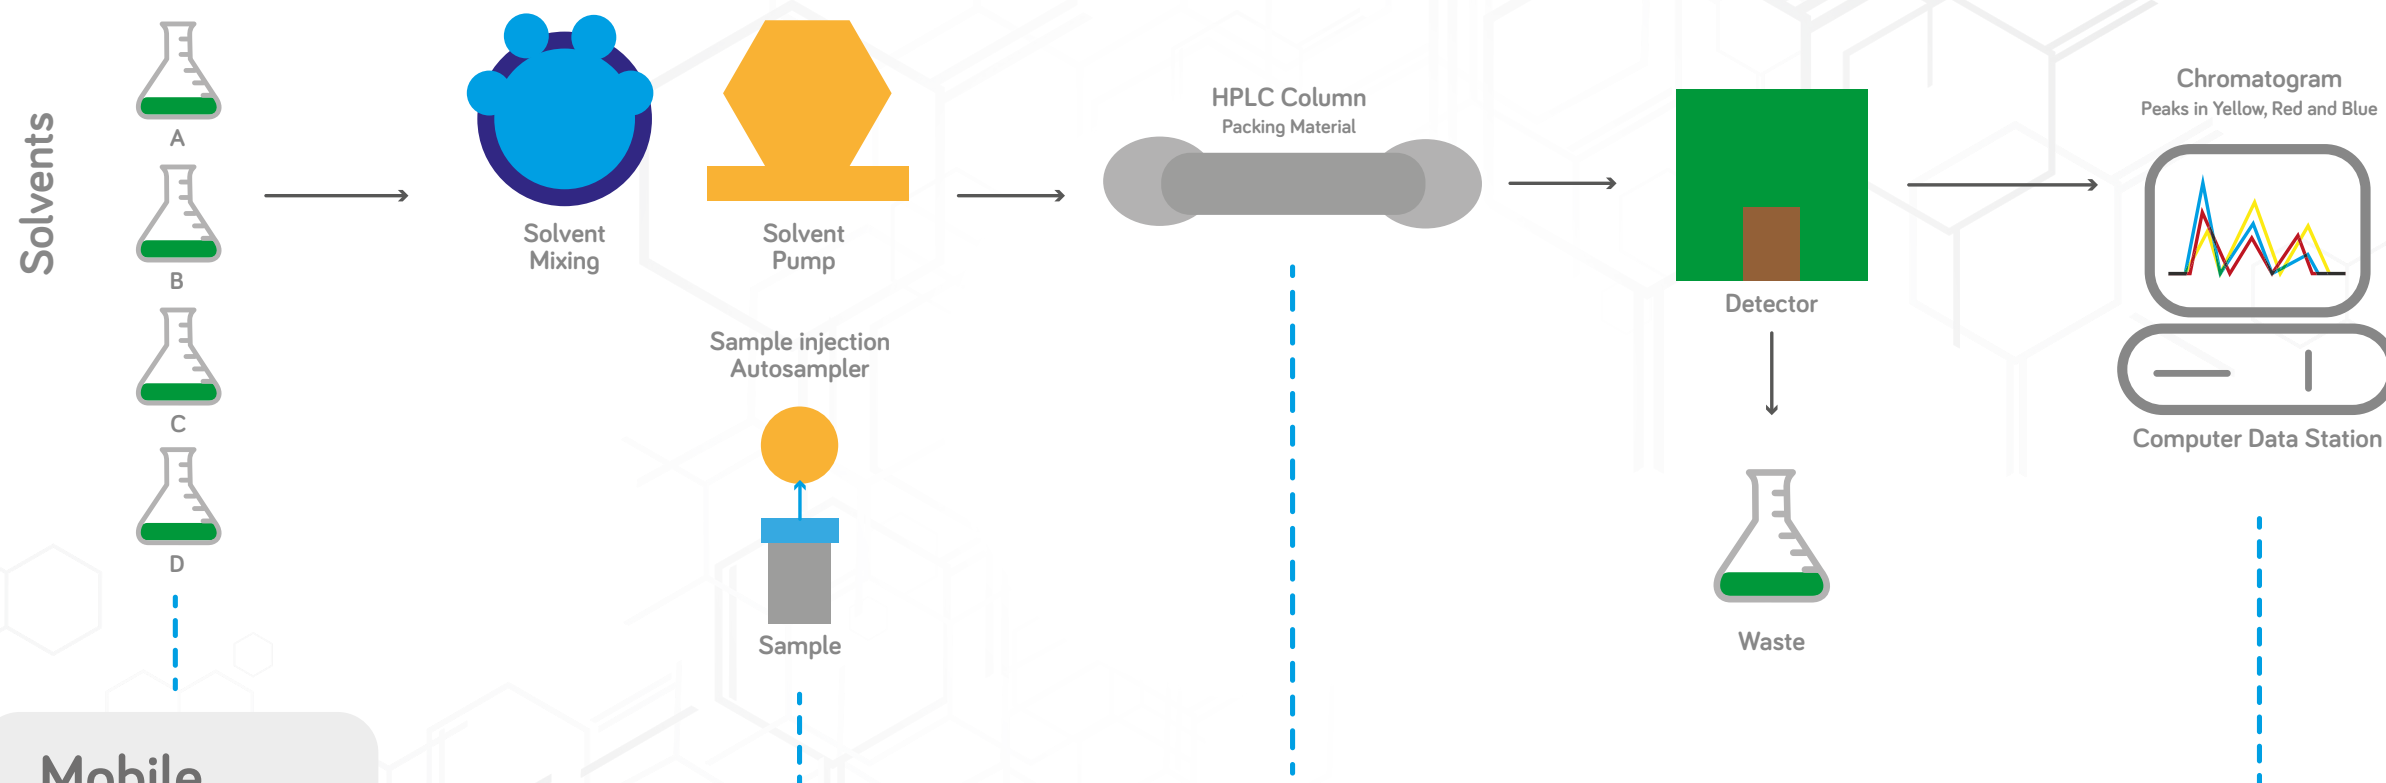 Solvents
A
B
C
D
Solvent
Mixing
Solvent
Pump
Sample injection
Autosampler
Sample
HPLC Column
Packing Material
Detector
Waste
Chromatogram
Peaks in Yellow, Red and Blue
Computer Data Station
Mobile